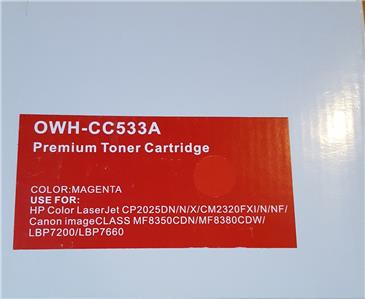 OWH-CC533A
Premium Toner Cartridge
COLOR:MAGENTA
USE FOR:
HP Color LaserJet CP2025DN/N/X/CM2320FXI/N/NF/
Canon imageCLASS MF8350CDN/MF8380CDW/
LBP7200/LBP7660